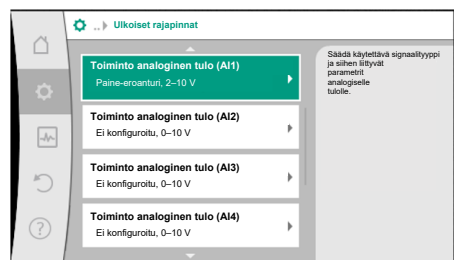 .. Ulkoiset rajapinnat
Toiminto analoginen tulo (AI1)
Paine-eroanturi, 2–10 V
Toiminto analoginen tulo (AI2)
Ei konfiguroitu, 0–10 V
Toiminto analoginen tulo (AI3)
Ei konfiguroitu, 0–10 V
Toiminto analoginen tulo (AI4)
Ei konfiguroitu, 0–10 V
Säädä käytettävä signaalityyppi
ja siihen liittyvät
parametrit
analogiselle
tulolle.
?